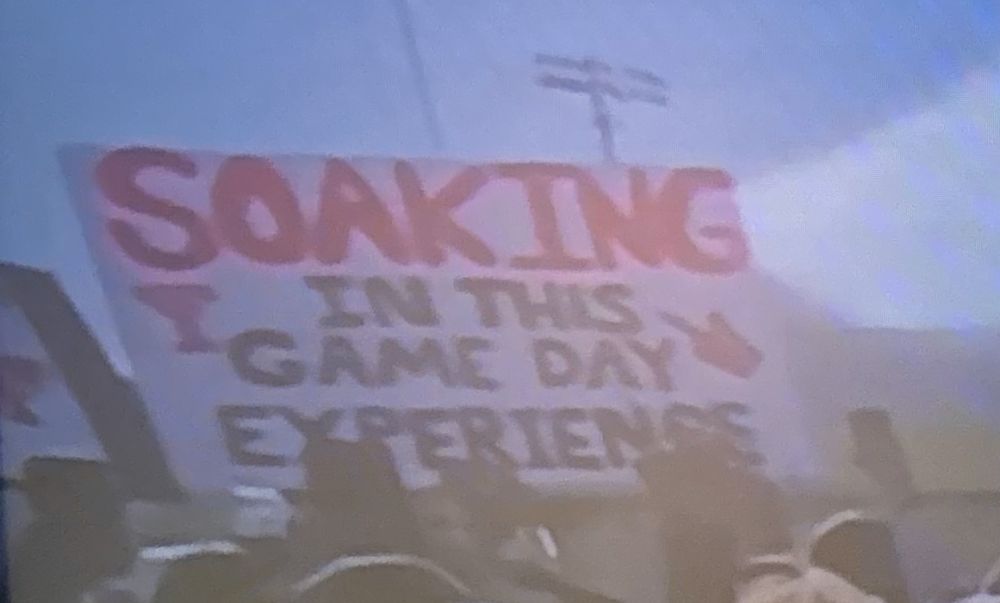 SOAKING
IN THIS
GAME DAY
EXPERIENCE